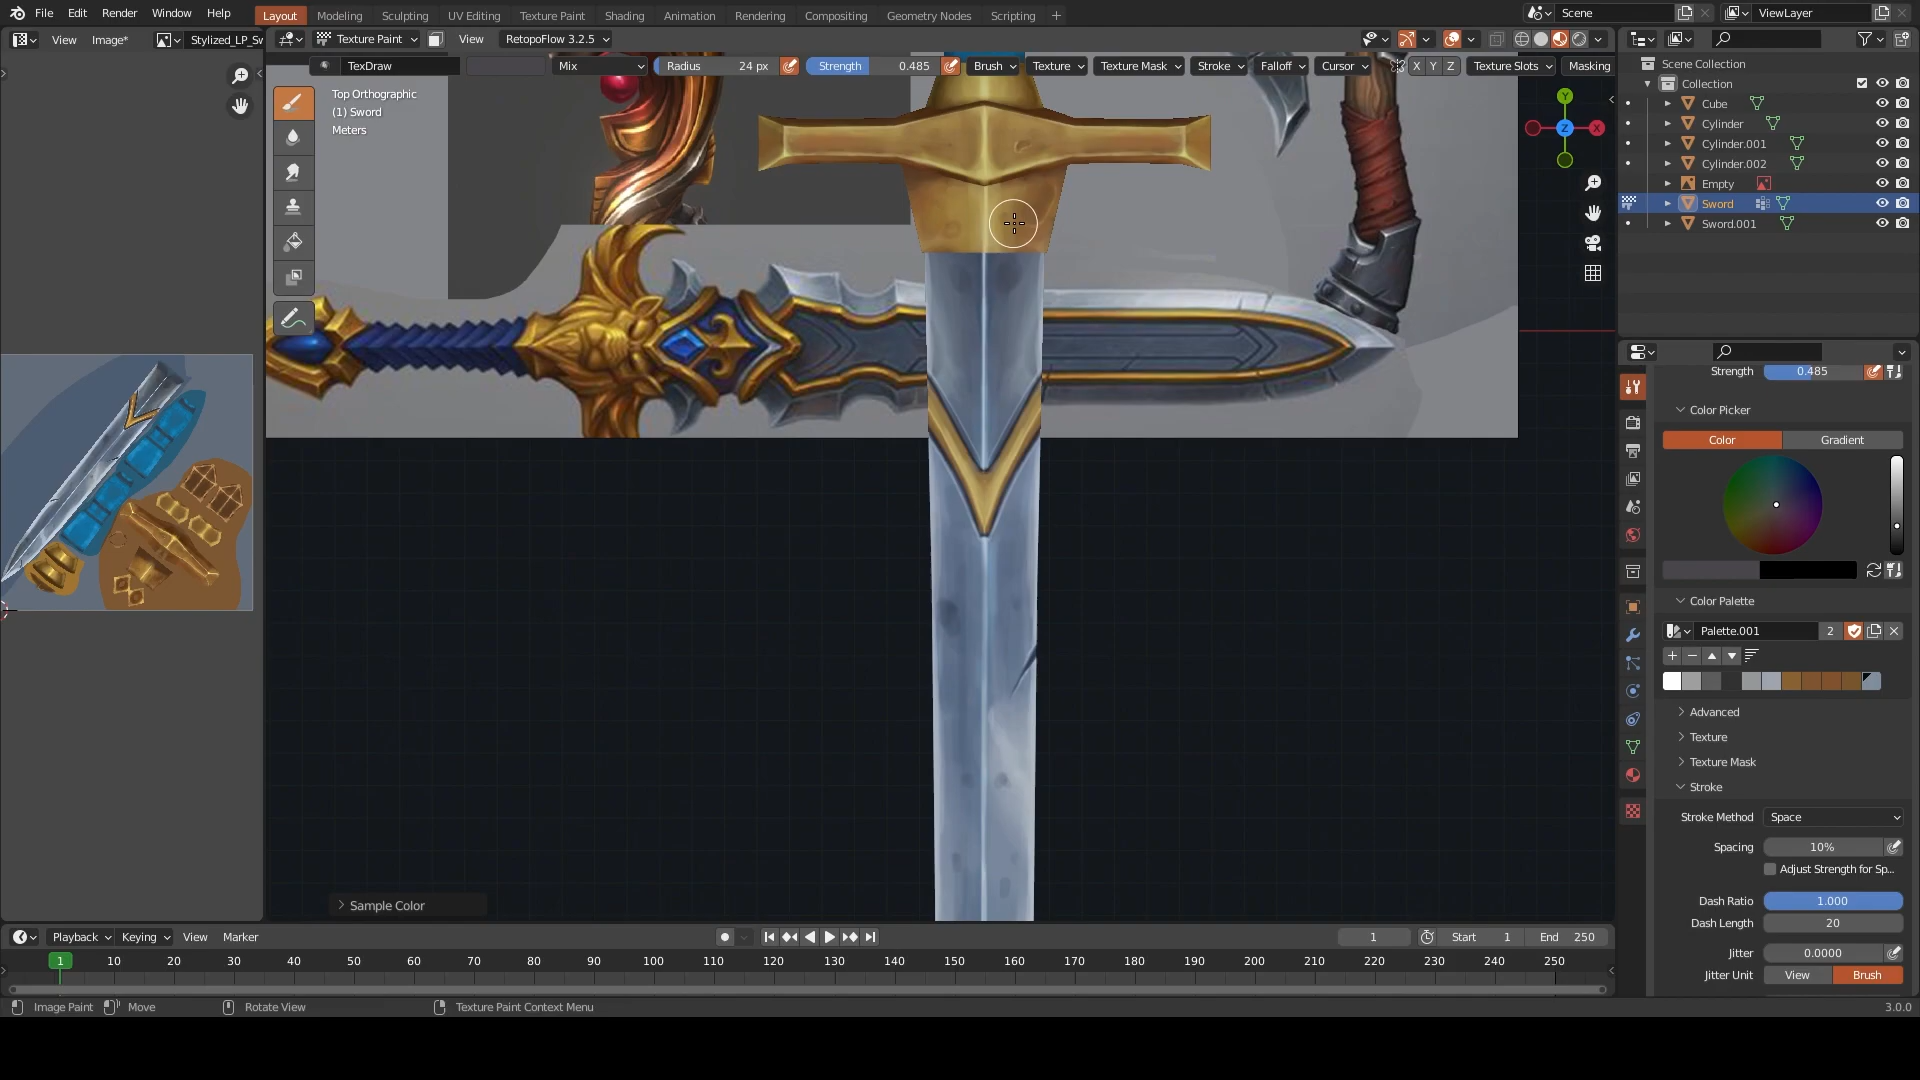 File Edit Render Window Help Layout Modeling Sculpting UV Editing Texture Paint Shading Animation Rendering Compositing Geometry Nodes Scripting Scene ViewLayer
View Image* Stylized_LP_Sw Texture Paint View RetopoFlow 3.2.5
TexDraw Mix Radius 24 px Strength 0.485 Brush Texture Texture Mask Stroke Falloff Cursor X Y Z Texture Slots Masking
Top Orthographic
(1) Sword
Meters
Y
Z
X
Scene Collection
Collection
Cube
Cylinder
Cylinder.001
Cylinder.002
Empty
Sword
Sword.001
Strength 0.485
Color Picker
Color Gradient
Color Palette
Palette.001 2
Advanced
Texture
Texture Mask
Stroke
Stroke Method Space
Spacing 10%
Adjust Strength for Sp...
Dash Ratio 1.000
Dash Length 20
Jitter 0.0000
Jitter Unit View Brush
Sample Color
Playback Keying View Marker 1 Start 1 End 250
1 10 20 30 40 50 60 70 80 90 100 110 120 130 140 150 160 170 180 190 200 210 220 230 240 250
Image Paint Move Rotate View Texture Paint Context Menu 3.0.0